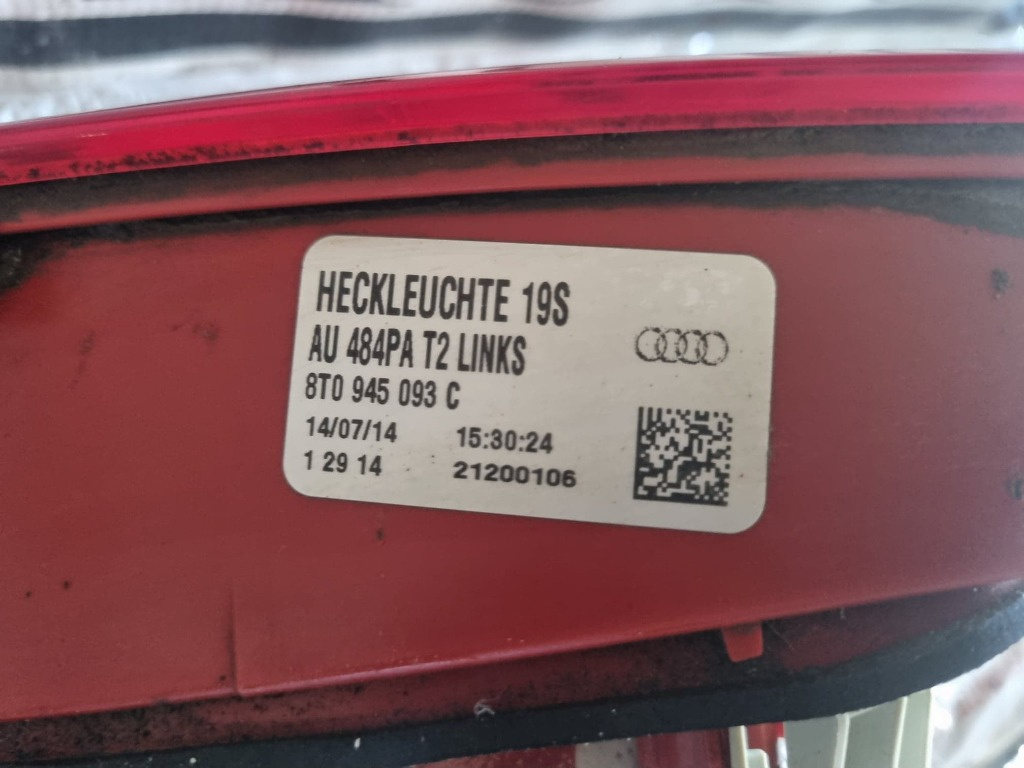 HECKLEUCHTE 19S
AU 484PA T2 LINKS
8T0 945 093 C
14/07/14 15:30:24
1 29 14 21200106